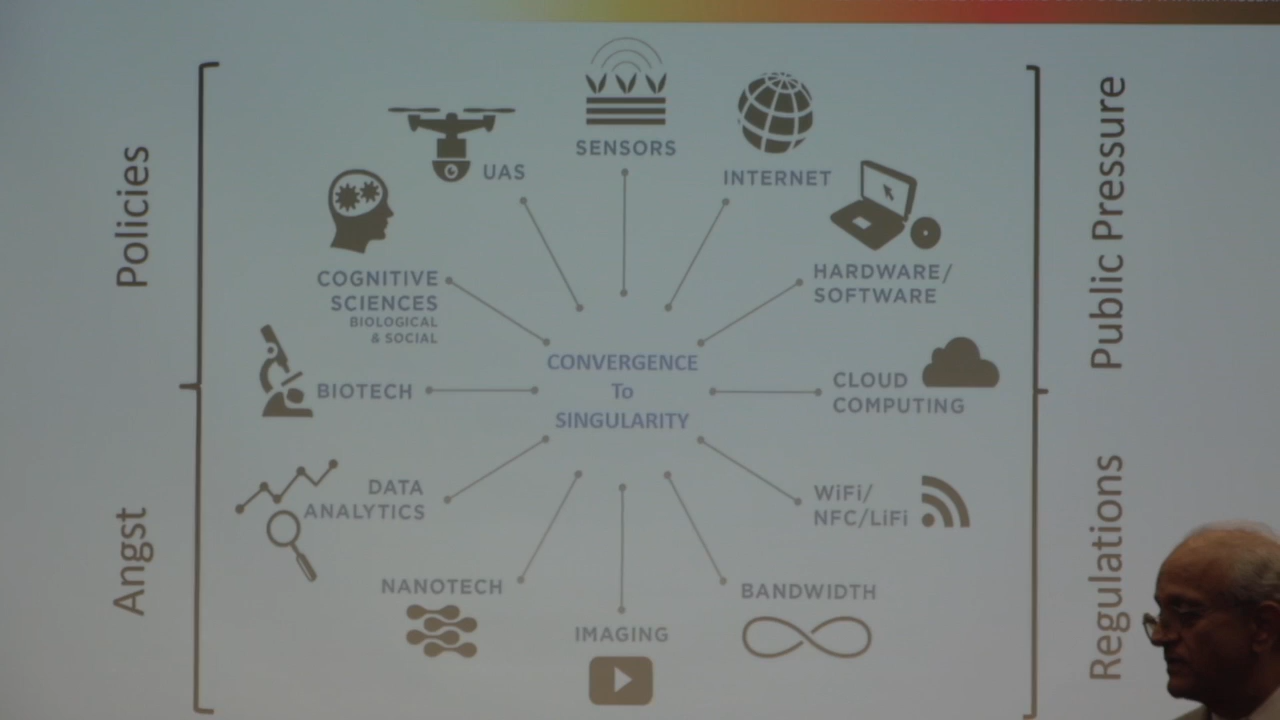 Policies
Angst
UAS
SENSORS
INTERNET
COGNITIVE
SCIENCES
BIOLOGICAL
& SOCIAL
HARDWARE/
SOFTWARE
BIOTECH
CONVERGENCE
To
SINGULARITY
CLOUD
COMPUTING
DATA
ANALYTICS
WiFi/
NFC/LiFi
NANOTECH
IMAGING
BANDWIDTH
Public Pressure
Regulations